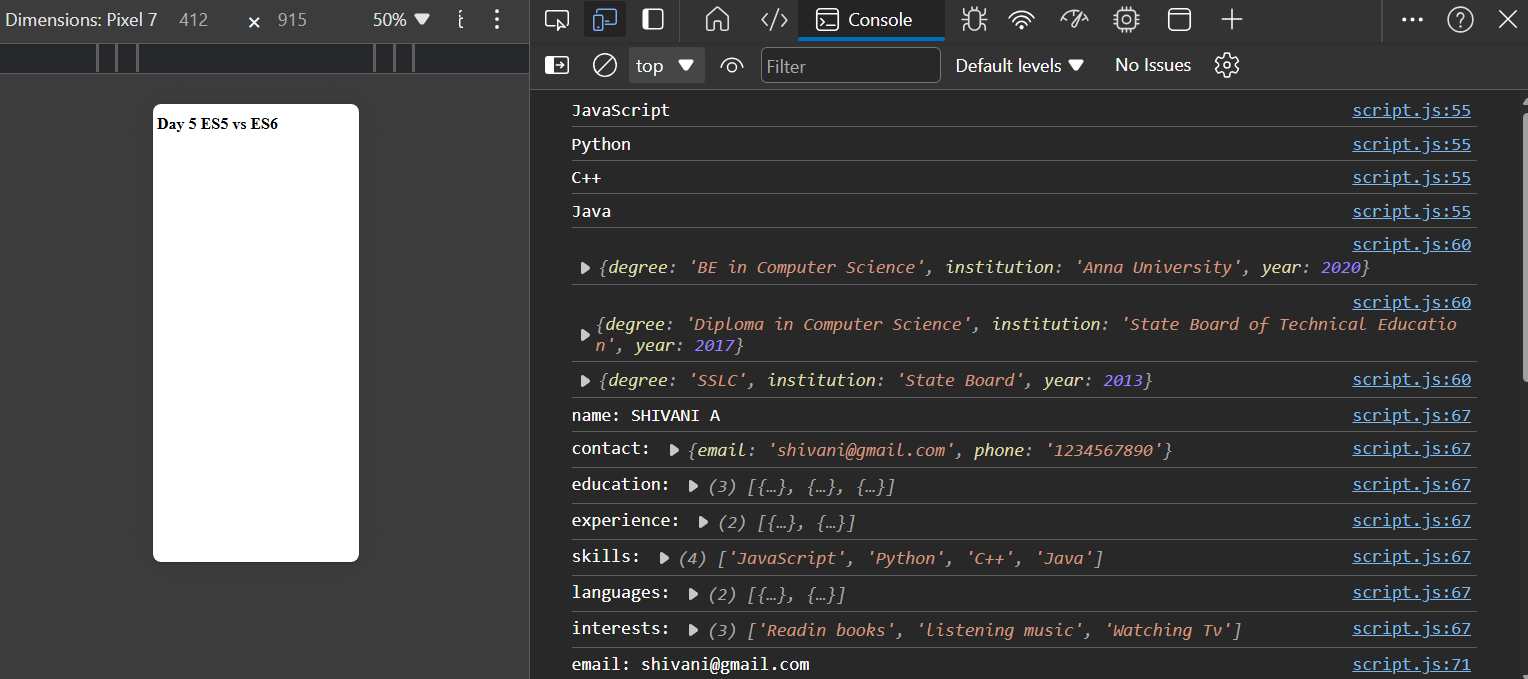 Dimensions: Pixel 7 412 × 915 50% ▼
Console
top ▼ Filter Default levels ▼ No Issues
Day 5 ES5 vs ES6
JavaScript script.js:55
Python script.js:55
C++ script.js:55
Java script.js:55
script.js:60
▶ {degree: 'BE in Computer Science', institution: 'Anna University', year: 2020}
script.js:60
▶ {degree: 'Diploma in Computer Science', institution: 'State Board of Technical Educatio
n', year: 2017}
▶ {degree: 'SSLC', institution: 'State Board', year: 2013} script.js:60
name: SHIVANI A script.js:67
contact: ▶ {email: 'shivani@gmail.com', phone: '1234567890'} script.js:67
education: ▶ (3) [{…}, {…}, {…}] script.js:67
experience: ▶ (2) [{…}, {…}] script.js:67
skills: ▶ (4) ['JavaScript', 'Python', 'C++', 'Java'] script.js:67
languages: ▶ (2) [{…}, {…}] script.js:67
interests: ▶ (3) ['Readin books', 'listening music', 'Watching Tv'] script.js:67
email: shivani@gmail.com script.js:71